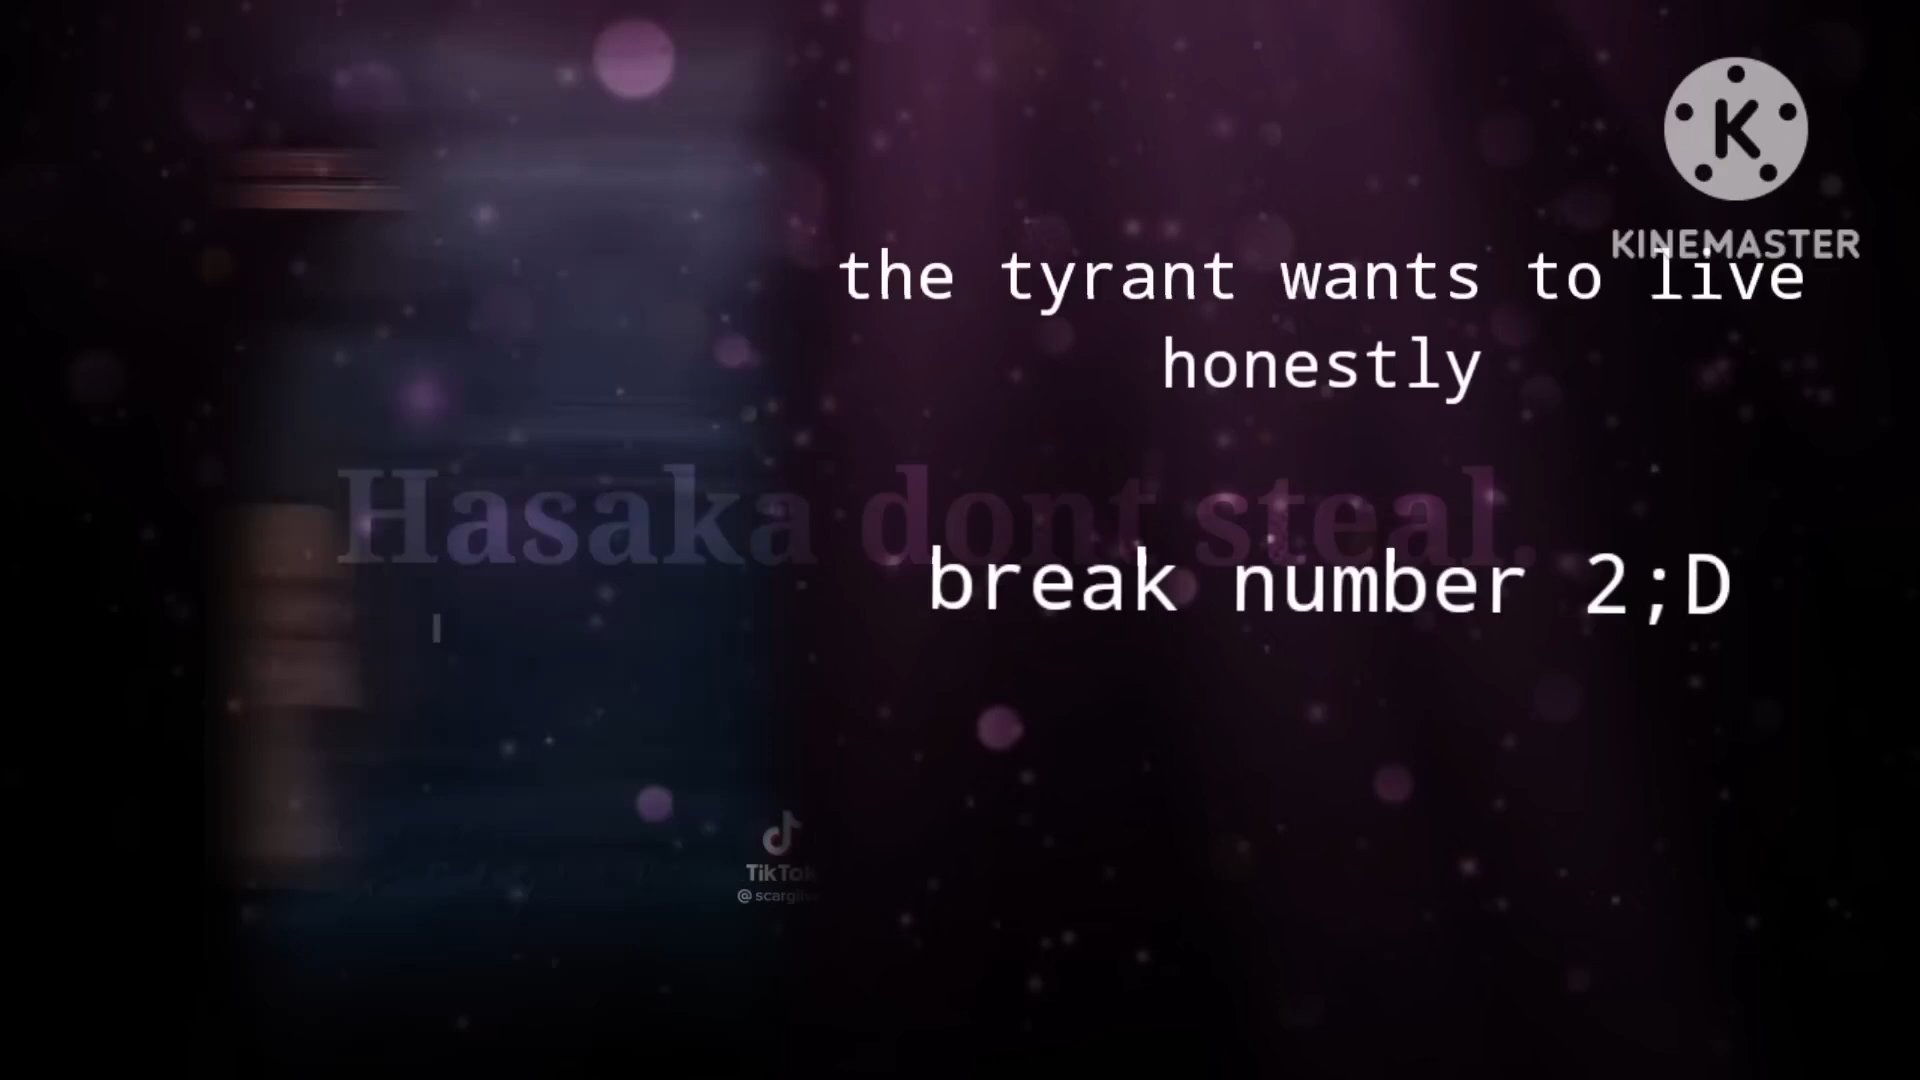 KINEMASTER
the tyrant wants to live
honestly
Hasaka dont steal.
break number 2;D
TikTok